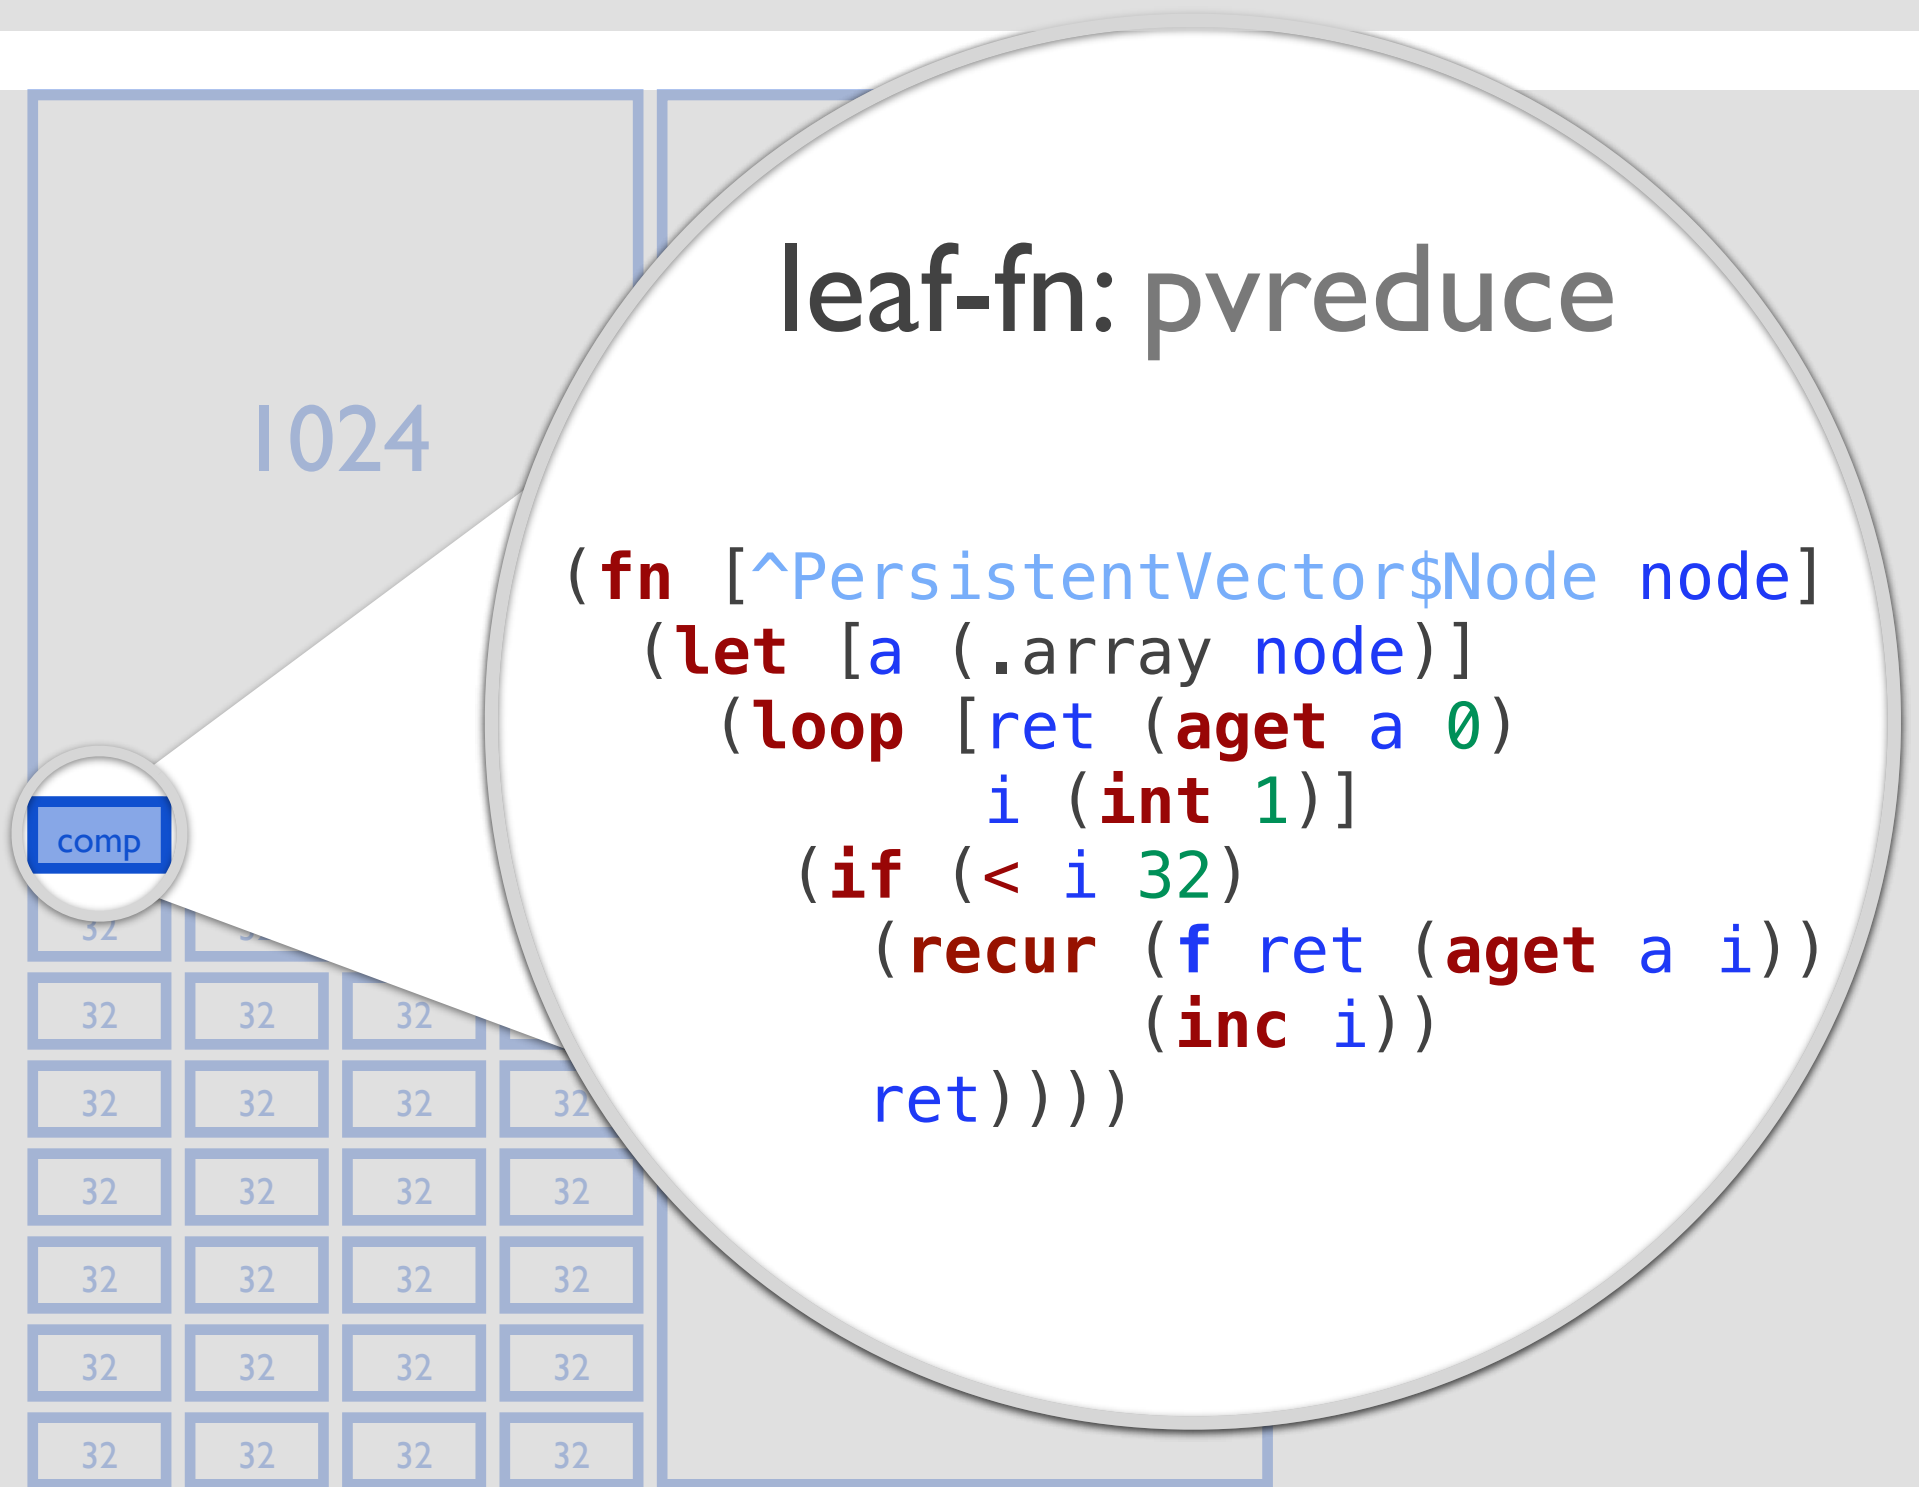 leaf-fn: pvreduce
1024
(fn [^PersistentVector$Node node]
(let [a (.array node)]
(loop [ret (aget a 0)
i (int 1)]
(if (< i 32)
(recur (f ret (aget a i))
(inc i))
ret))))
comp
32
32 32 32
32 32 32 32
32 32 32 32
32 32 32 32
32 32 32 32
32 32 32 32